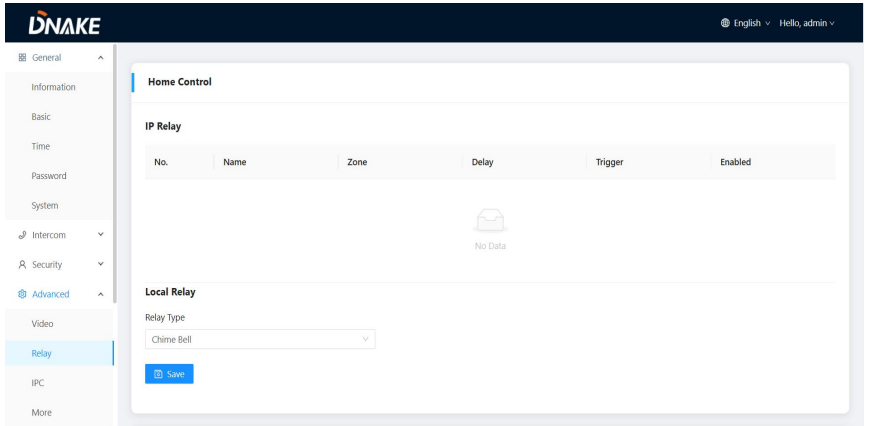 DNAKE
English
Hello, admin
General
Information
Basic
Time
Password
System
Intercom
Security
Advanced
Video
Relay
IPC
More
Home Control
IP Relay
No. Name Zone Delay Trigger Enabled
No Data
Local Relay
Relay Type
Chime Bell
Save